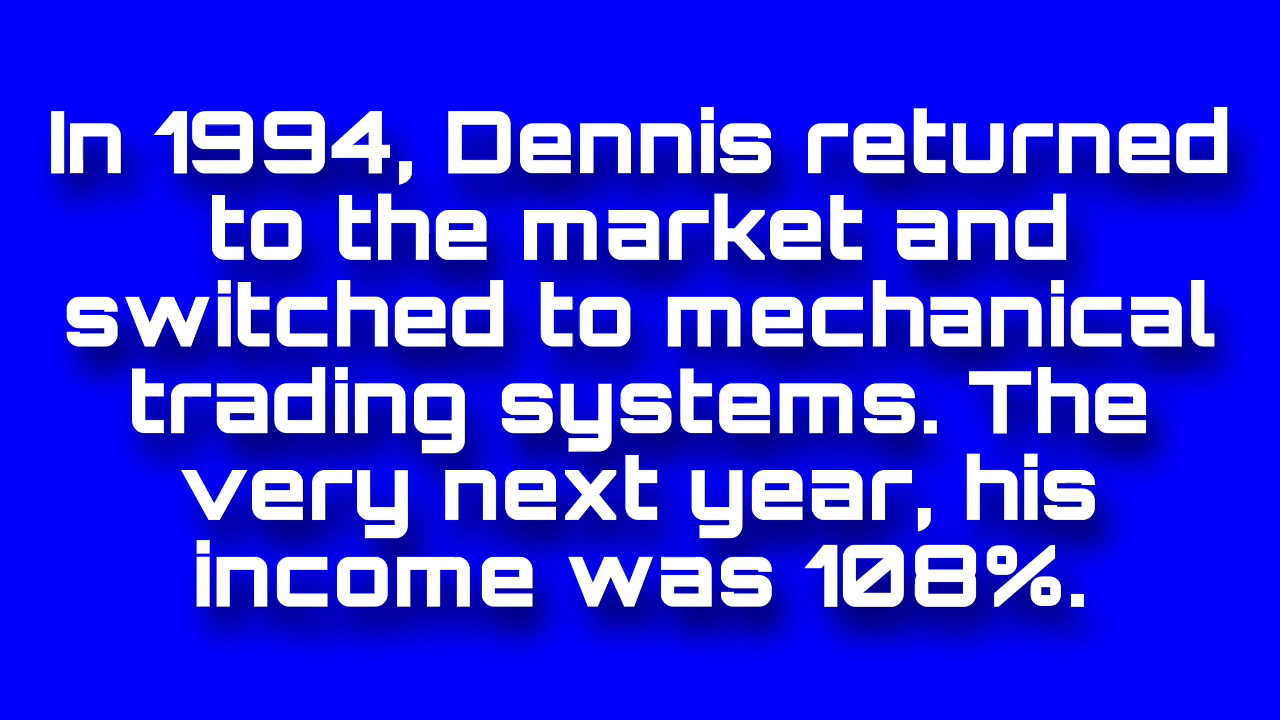 In 1994, Dennis returned
to the market and
switched to mechanical
trading systems. The
very next year, his
income was 108%.